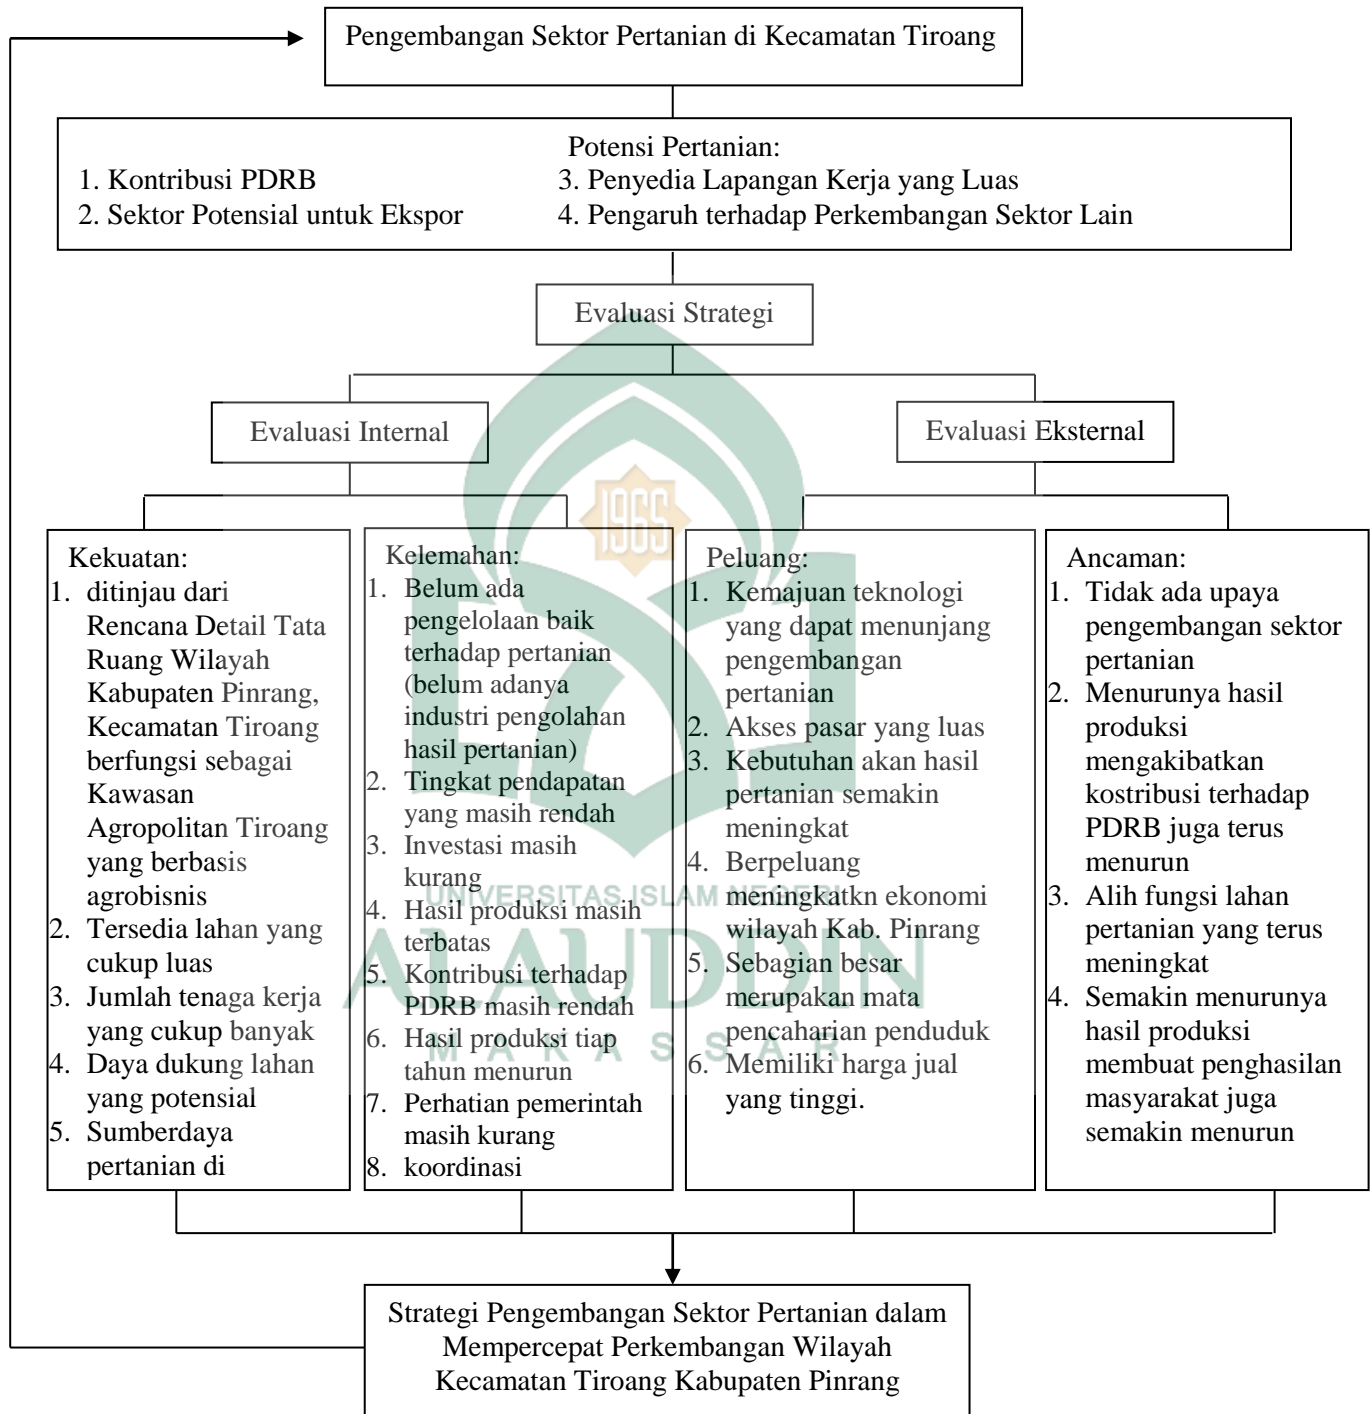 Pengembangan Sektor Pertanian di Kecamatan Tiroang
Potensi Pertanian:
1. Kontribusi PDRB
2. Sektor Potensial untuk Ekspor
3. Penyedia Lapangan Kerja yang Luas
4. Pengaruh terhadap Perkembangan Sektor Lain
Evaluasi Strategi
Evaluasi Internal
Evaluasi Eksternal
Kekuatan:
1. ditinjau dari
Rencana Detail Tata
Ruang Wilayah
Kabupaten Pinrang,
Kecamatan Tiroang
berfungsi sebagai
Kawasan
Agropolitan Tiroang
yang berbasis
agrobisnis
2. Tersedia lahan yang
cukup luas
3. Jumlah tenaga kerja
yang cukup banyak
4. Daya dukung lahan
yang potensial
5. Sumberdaya
pertanian di
Kelemahan:
1. Belum ada
pengelolaan baik
terhadap pertanian
(belum adanya
industri pengolahan
hasil pertanian)
2. Tingkat pendapatan
yang masih rendah
3. Investasi masih
kurang
4. Hasil produksi masih
terbatas
5. Kontribusi terhadap
PDRB masih rendah
6. Hasil produksi tiap
tahun menurun
7. Perhatian pemerintah
masih kurang
8. koordinasi
Peluang:
1. Kemajuan teknologi
yang dapat menunjang
pengembangan
pertanian
2. Akses pasar yang luas
3. Kebutuhan akan hasil
pertanian semakin
meningkat
4. Berpeluang
meningkatkn ekonomi
wilayah Kab. Pinrang
5. Sebagian besar
merupakan mata
pencaharian penduduk
6. Memiliki harga jual
yang tinggi.
Ancaman:
1. Tidak ada upaya
pengembangan sektor
pertanian
2. Menurunya hasil
produksi
mengakibatkan
kostribusi terhadap
PDRB juga terus
menurun
3. Alih fungsi lahan
pertanian yang terus
meningkat
4. Semakin menurunya
hasil produksi
membuat penghasilan
masyarakat juga
semakin menurun
Strategi Pengembangan Sektor Pertanian dalam
Mempercepat Perkembangan Wilayah
Kecamatan Tiroang Kabupaten Pinrang
1965
UNIVERSITAS ISLAM NEGERI
ALAUDDIN
MAKASSAR